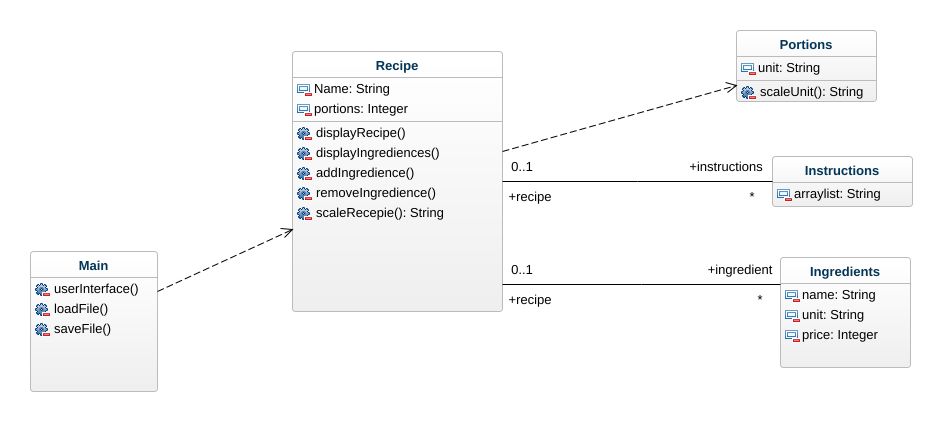 Portions
unit: String
scaleUnit(): String
Recipe
Name: String
portions: Integer
displayRecipe()
displayIngrediences()
addIngredience()
removeIngredience()
scaleRecepie(): String
0..1
+instructions
+recipe
*
Instructions
arraylist: String
Main
userInterface()
loadFile()
saveFile()
0..1
+ingredient
+recipe
*
Ingredients
name: String
unit: String
price: Integer